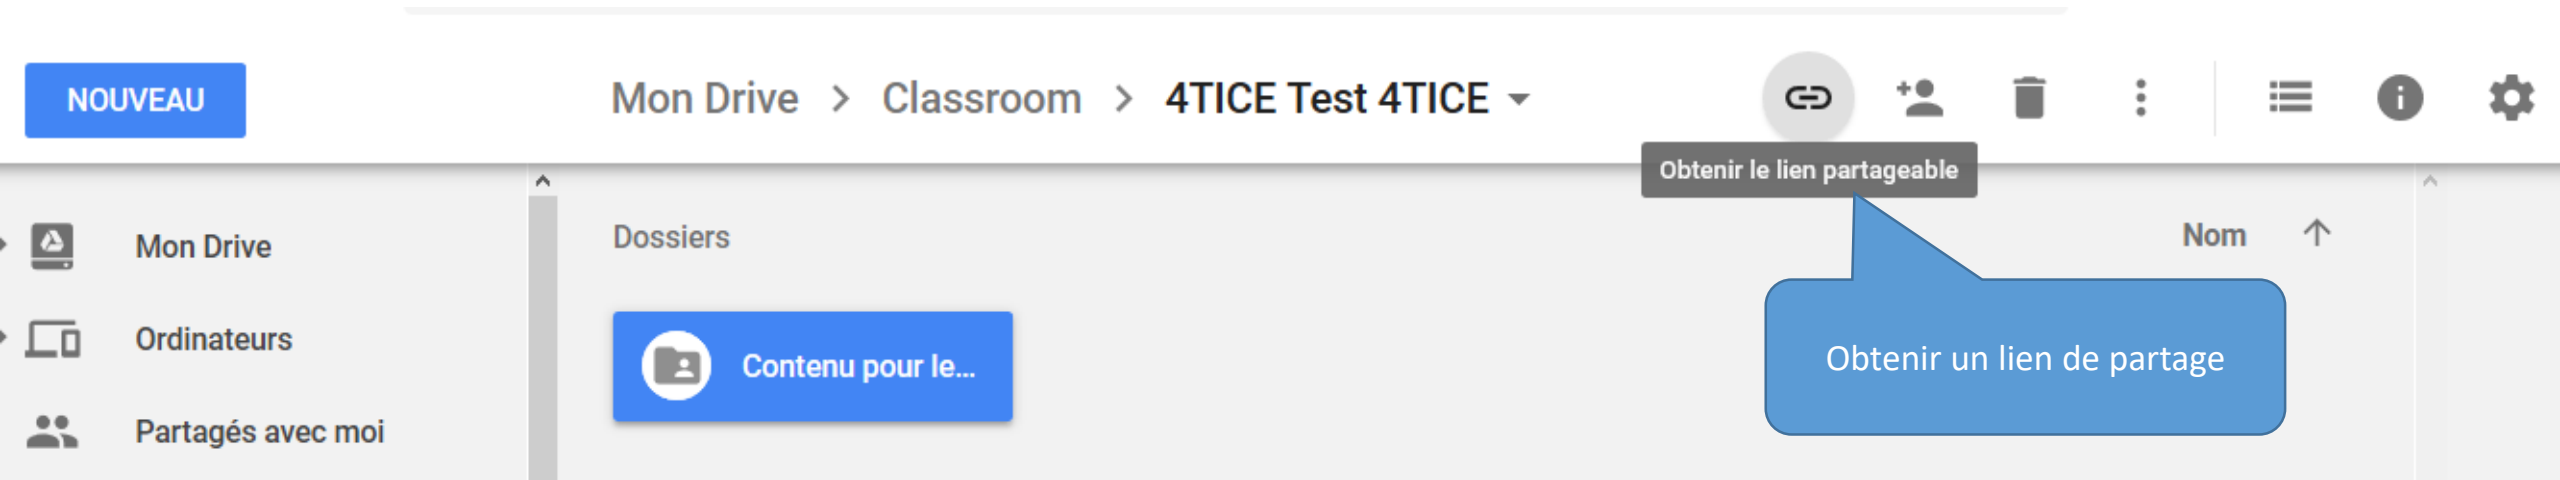 NOUVEAU
Mon Drive > Classroom > 4TICE Test 4TICE
Obtenir le lien partageable
Mon Drive
Dossiers
Nom
Ordinateurs
Contenu pour le...
Obtenir un lien de partage
Partagés avec moi